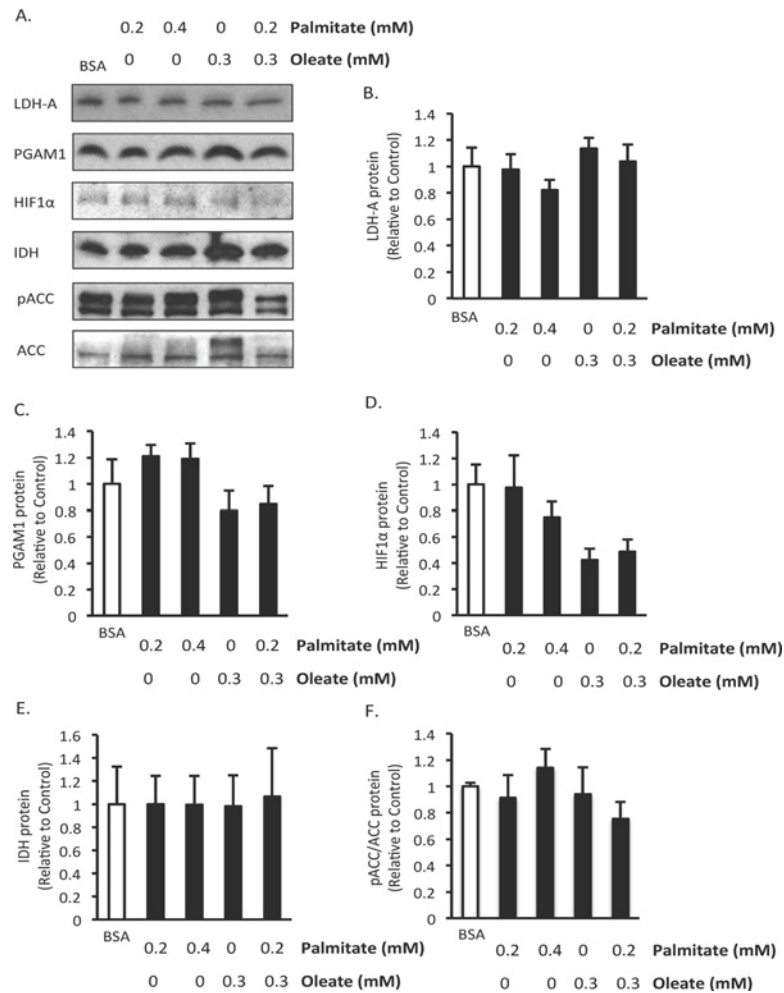 A.
0.2 0.4 0 0.2 Palmitate (mM)
BSA 0 0 0.3 0.3 Oleate (mM)
LDH-A
PGAM1
HIF1α
IDH
pACC
ACC
B.
LDH-A protein
(Relative to Control)
1.4
1.2
1
0.8
0.6
0.4
0.2
0
BSA
0.2 0.4 0 0.2 Palmitate (mM)
0 0 0.3 0.3 Oleate (mM)
C.
PGAM1 protein
(Relative to Control)
1.4
1.2
1
0.8
0.6
0.4
0.2
0
BSA
0.2 0.4 0 0.2 Palmitate (mM)
0 0 0.3 0.3 Oleate (mM)
D.
HIF1α protein
(Relative to Control)
1.4
1.2
1
0.8
0.6
0.4
0.2
0
BSA
0.2 0.4 0 0.2 Palmitate (mM)
0 0 0.3 0.3 Oleate (mM)
E.
IDH protein
(Relative to Control)
1.6
1.4
1.2
1
0.8
0.6
0.4
0.2
0
BSA
0.2 0.4 0 0.2 Palmitate (mM)
0 0 0.3 0.3 Oleate (mM)
F.
pACC/ACC protein
(Relative to Control)
1.4
1.2
1
0.8
0.6
0.4
0.2
0
BSA
0.2 0.4 0 0.2 Palmitate (mM)
0 0 0.3 0.3 Oleate (mM)